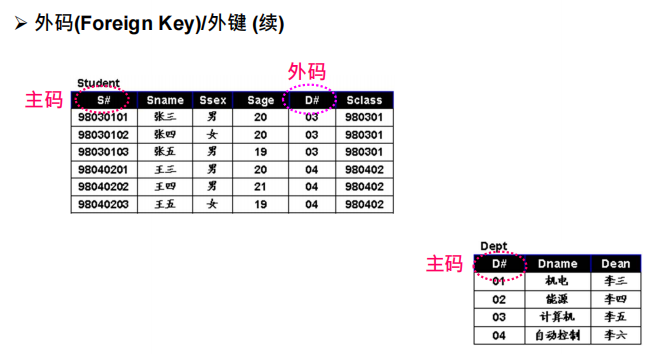 ➢ 外码(Foreign Key)/外键 (续)
外码
Student
主码
S# Sname Ssex Sage D# Sclass
98030101 张三 男 20 03 980301
98030102 张四 女 20 03 980301
98030103 张五 男 19 03 980301
98040201 王三 男 20 04 980402
98040202 王四 男 21 04 980402
98040203 王五 女 19 04 980402
Dept
主码
D# Dname Dean
01 机电 李三
02 能源 李四
03 计算机 李五
04 自动控制 李六